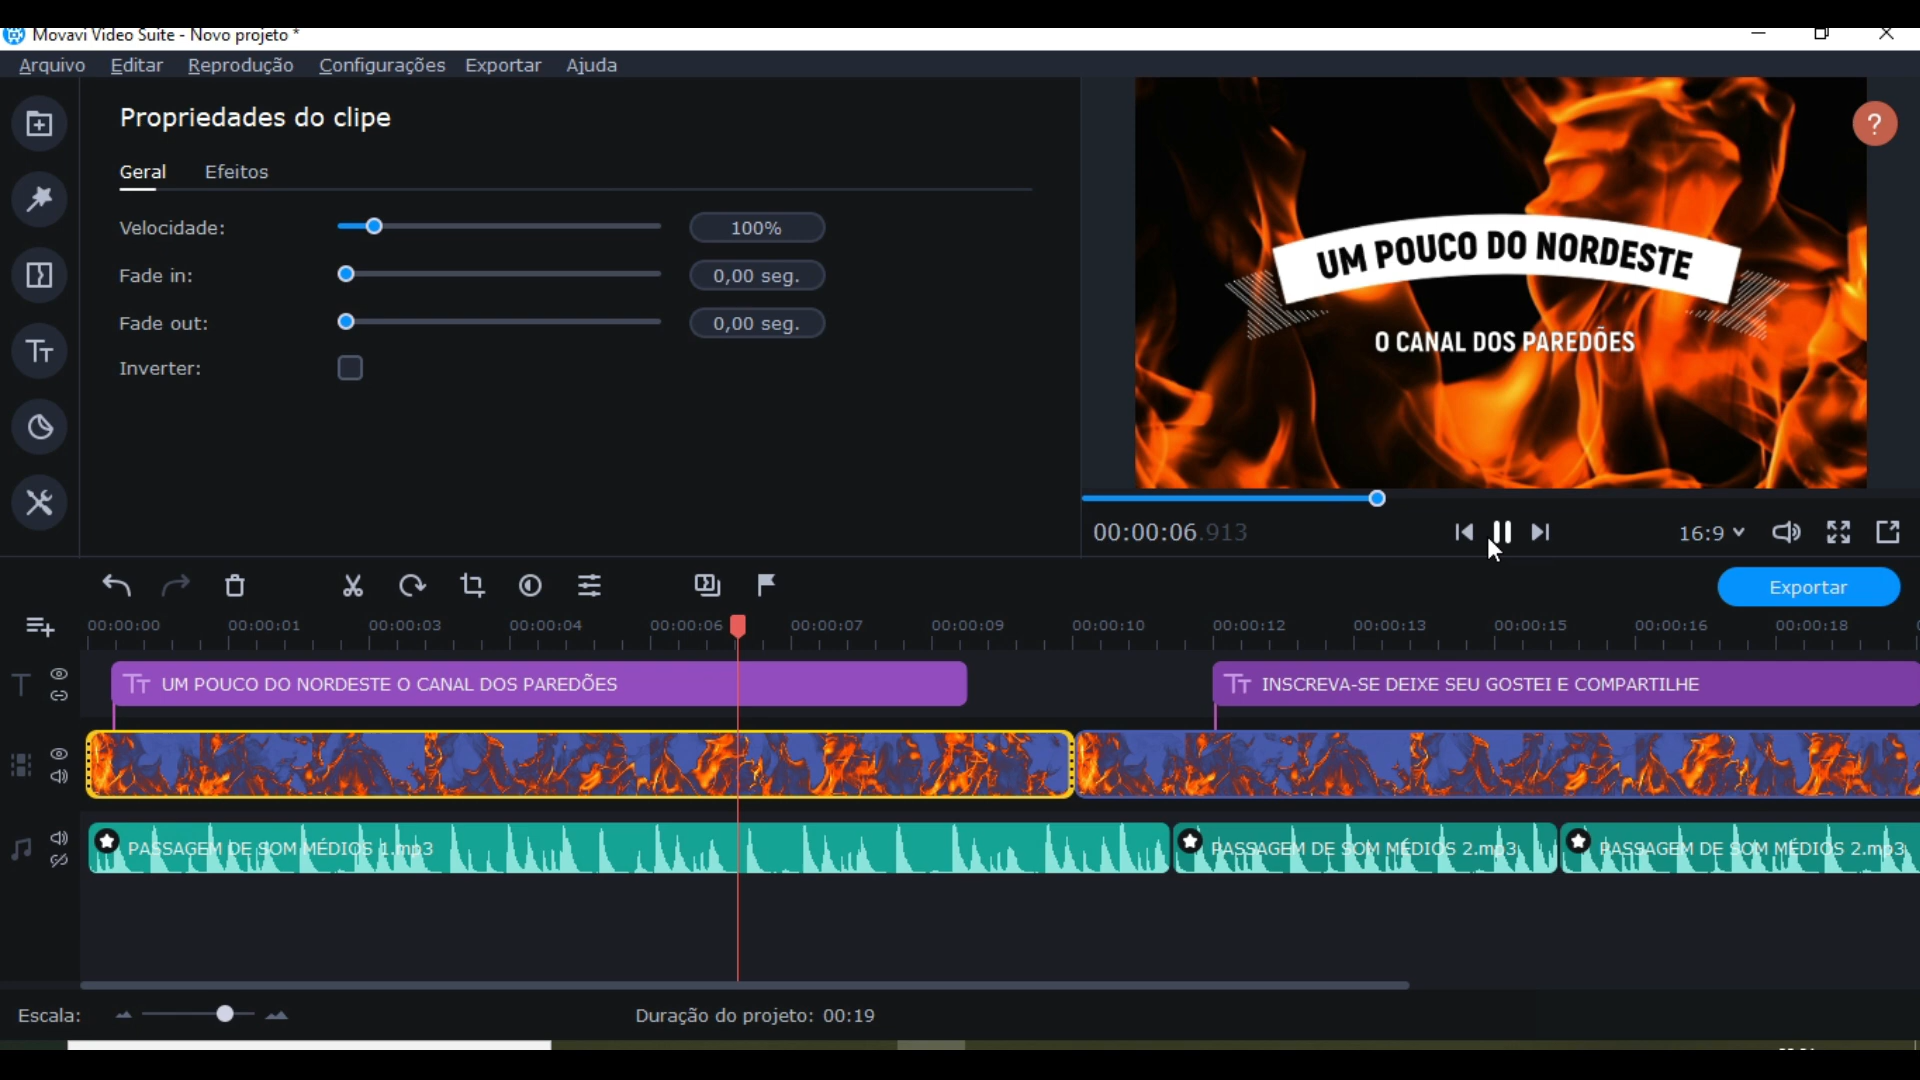 Movavi Video Suite - Novo projeto *
Arquivo Editar Reprodução Configurações Exportar Ajuda
Propriedades do clipe
Geral Efeitos
Velocidade: 100%
Fade in: 0,00 seg.
Fade out: 0,00 seg.
Inverter:
?
UM POUCO DO NORDESTE
O CANAL DOS PAREDÕES
00:00:06.913
16:9
Exportar
00:00:00 00:00:01 00:00:03 00:00:04 00:00:06 00:00:07 00:00:09 00:00:10 00:00:12 00:00:13 00:00:15 00:00:16 00:00:18
T Tт UM POUCO DO NORDESTE O CANAL DOS PAREDÕES Tт INSCREVA-SE DEIXE SEU GOSTEI E COMPARTILHE
PASSAGEM DE SOM MÉDIOS 1.mp3 PASSAGEM DE SOM MÉDIOS 2.mp3 PASSAGEM DE SOM MÉDIOS 2.mp3
Escala: Duração do projeto: 00:19